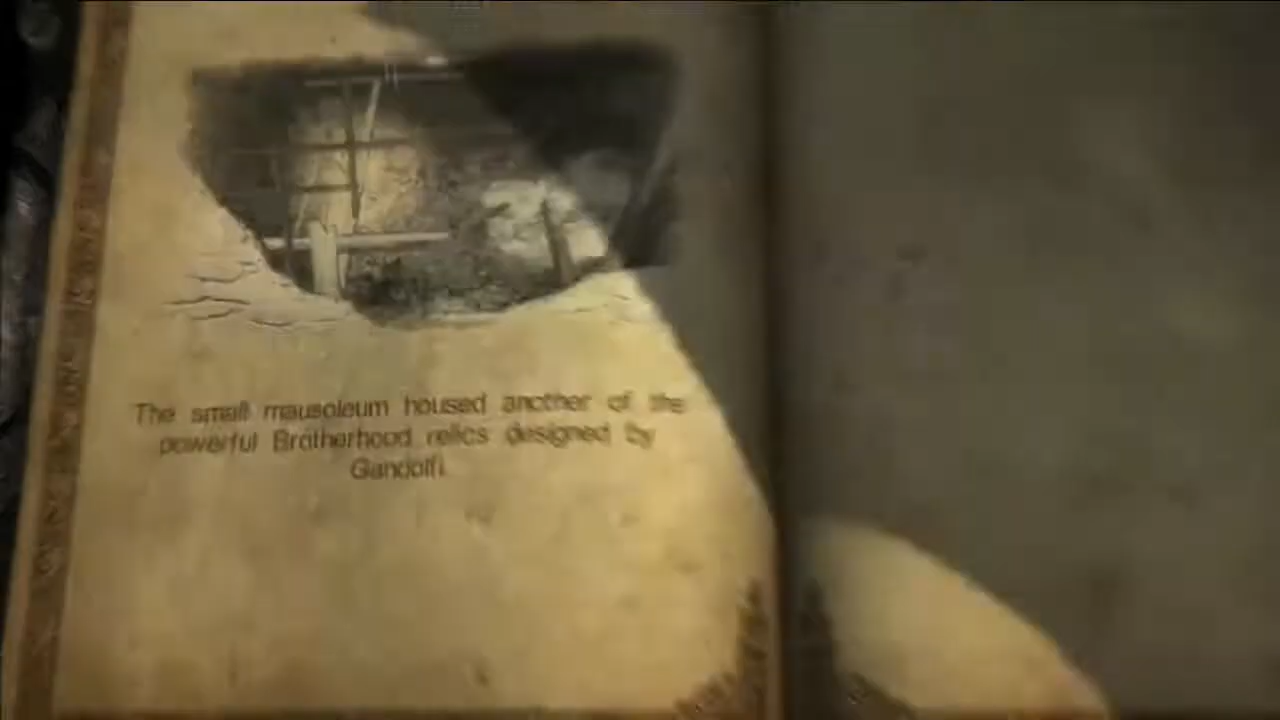 The small mausoleum housed another of the
powerful Brotherhood relics designed by
Gandolfi.